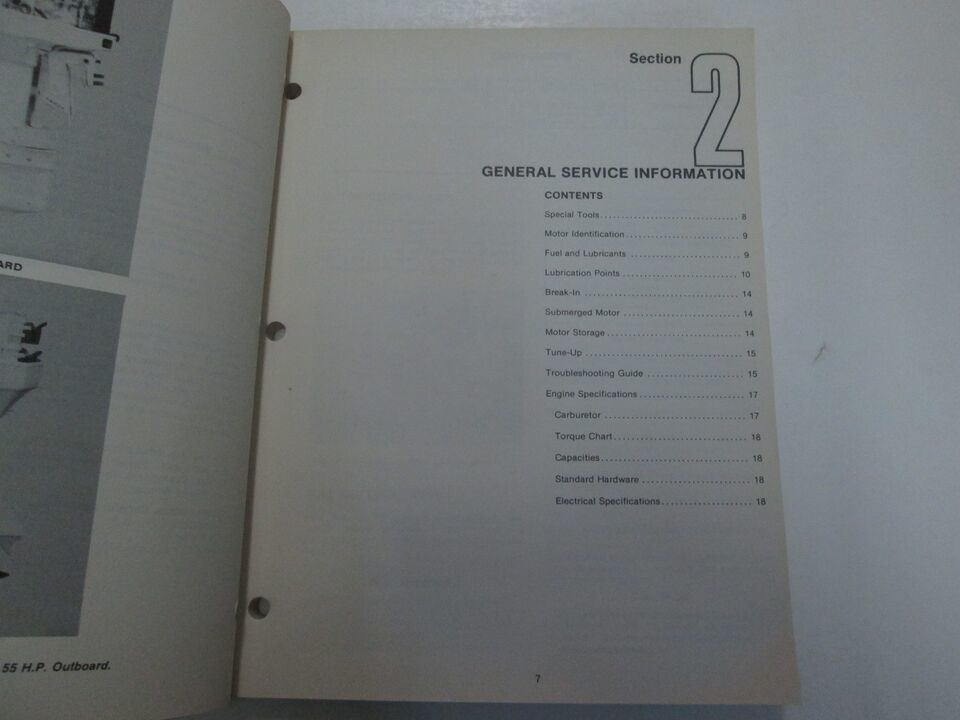 ARD
55 H.P. Outboard.
Section 2
GENERAL SERVICE INFORMATION
CONTENTS
Special Tools.................................. 8
Motor Identification............................ 9
Fuel and Lubricants ........................... 9
Lubrication Points ............................. 10
Break-In ...................................... 14
Submerged Motor ............................. 14
Motor Storage.................................. 14
Tune-Up ....................................... 15
Troubleshooting Guide ........................ 15
Engine Specifications........................... 17
Carburetor .................................... 17
Torque Chart.................................. 18
Capacities..................................... 18
Standard Hardware ........................... 18
Electrical Specifications....................... 18
7